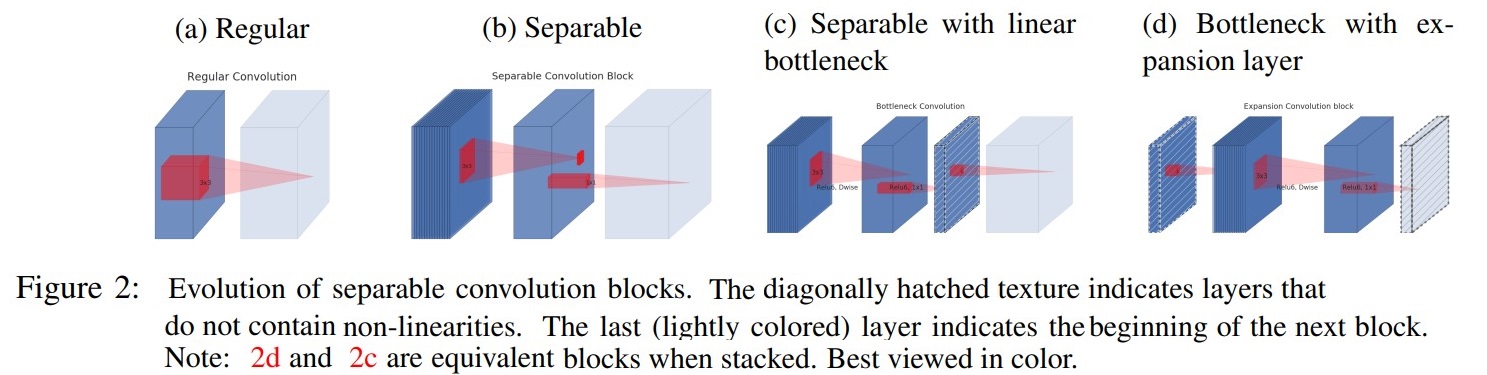 (a) Regular
(b) Separable
(c) Separable with linear
bottleneck
(d) Bottleneck with ex-
pansion layer
Regular Convolution
3x3
Separable Convolution Block
3x3
1x1
Bottleneck Convolution
3x3
Relu6, Dwise
Relu6, 1x1
Expansion Convolution block
3x3
Relu6, Dwise
Relu6, 1x1
Figure 2: Evolution of separable convolution blocks. The diagonally hatched texture indicates layers that
do not contain non-linearities. The last (lightly colored) layer indicates the beginning of the next block.
Note: 2d and 2c are equivalent blocks when stacked. Best viewed in color.